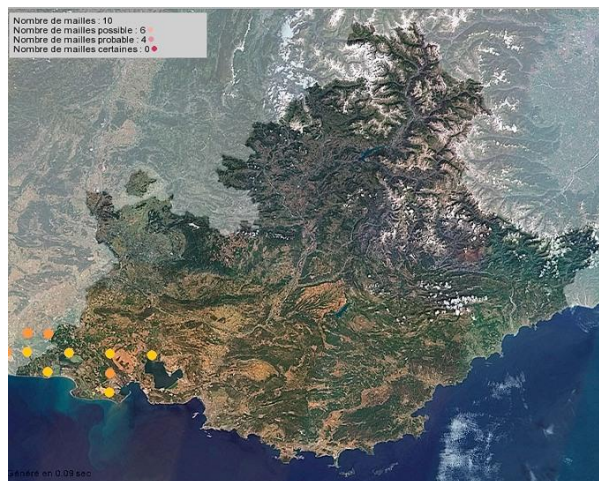 Nombre de mailles : 10
Nombre de mailles possible : 6
Nombre de mailles probable : 4
Nombre de mailles certaines : 0
Généré en 0.09 sec